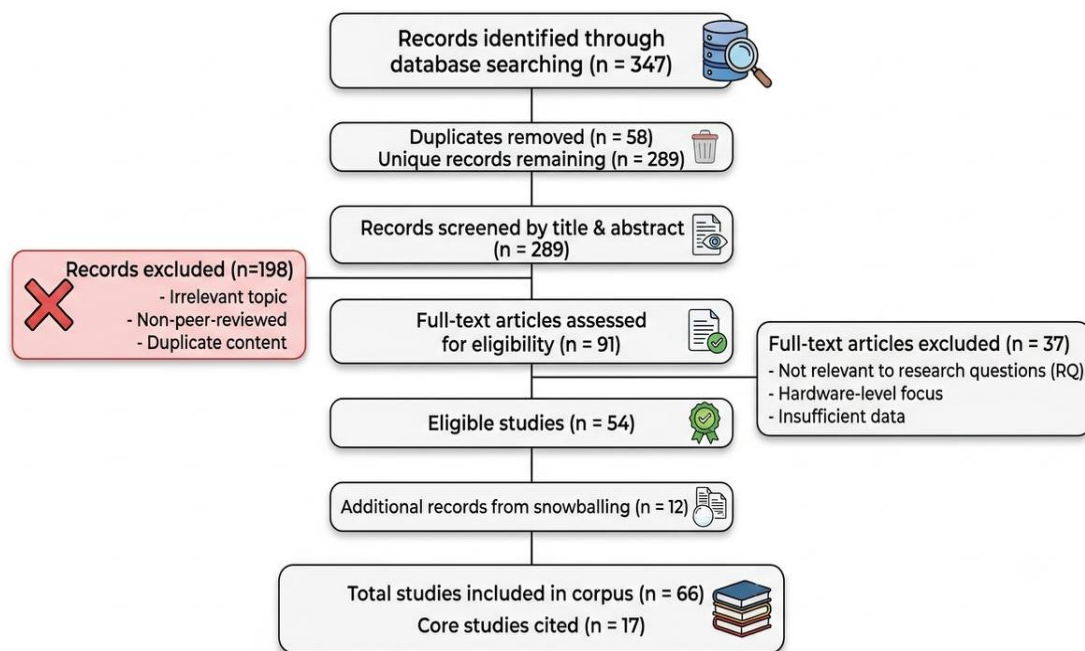 Records identified through
database searching (n = 347)
Duplicates removed (n = 58)
Unique records remaining (n = 289)
Records screened by title & abstract
(n = 289)
Records excluded (n=198)
- Irrelevant topic
- Non-peer-reviewed
- Duplicate content
Full-text articles assessed
for eligibility (n = 91)
Full-text articles excluded (n = 37)
- Not relevant to research questions (RQ)
- Hardware-level focus
- Insufficient data
Eligible studies (n = 54)
Additional records from snowballing (n = 12)
Total studies included in corpus (n = 66)
Core studies cited (n = 17)